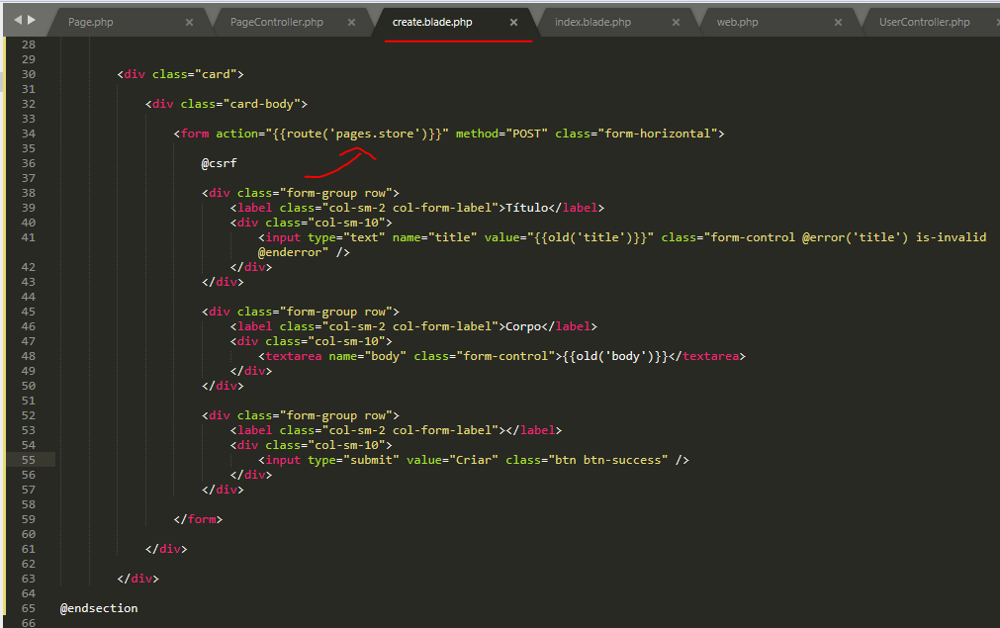 Page.php × PageController.php × create.blade.php × index.blade.php × web.php × UserController.php
28
29
30 <div class="card">
31
32 <div class="card-body">
33
34 <form action="{{route('pages.store')}}" method="POST" class="form-horizontal">
35
36 @csrf
37
38 <div class="form-group row">
39 <label class="col-sm-2 col-form-label">Título</label>
40 <div class="col-sm-10">
41 <input type="text" name="title" value="{{old('title')}}" class="form-control @error('title') is-invalid
@enderror" />
42 </div>
43 </div>
44
45 <div class="form-group row">
46 <label class="col-sm-2 col-form-label">Corpo</label>
47 <div class="col-sm-10">
48 <textarea name="body" class="form-control">{{old('body')}}</textarea>
49 </div>
50 </div>
51
52 <div class="form-group row">
53 <label class="col-sm-2 col-form-label"></label>
54 <div class="col-sm-10">
55 <input type="submit" value="Criar" class="btn btn-success" />
56 </div>
57 </div>
58
59 </form>
60
61 </div>
62
63 </div>
64
65 @endsection
66